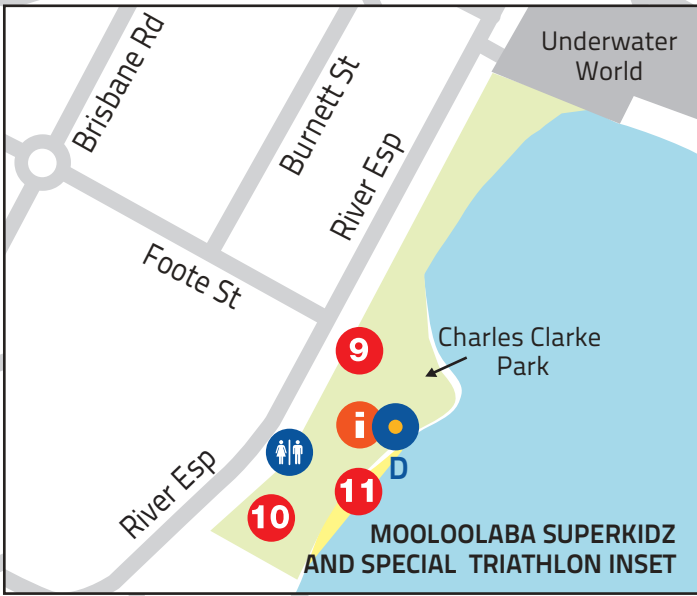 Underwater
World
Brisbane Rd
Burnett St
River Esp
Foote St
9
Charles Clarke
Park
i
D
River Esp
11
10
MOOLOOLABA SUPERKIDZ
AND SPECIAL TRIATHLON INSET